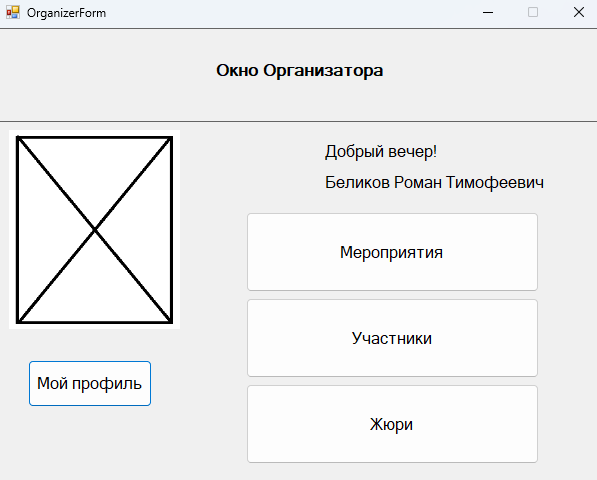 OrganizerForm
Окно Организатора
Добрый вечер!
Беликов Роман Тимофеевич
Мероприятия
Участники
Мой профиль
Жюри